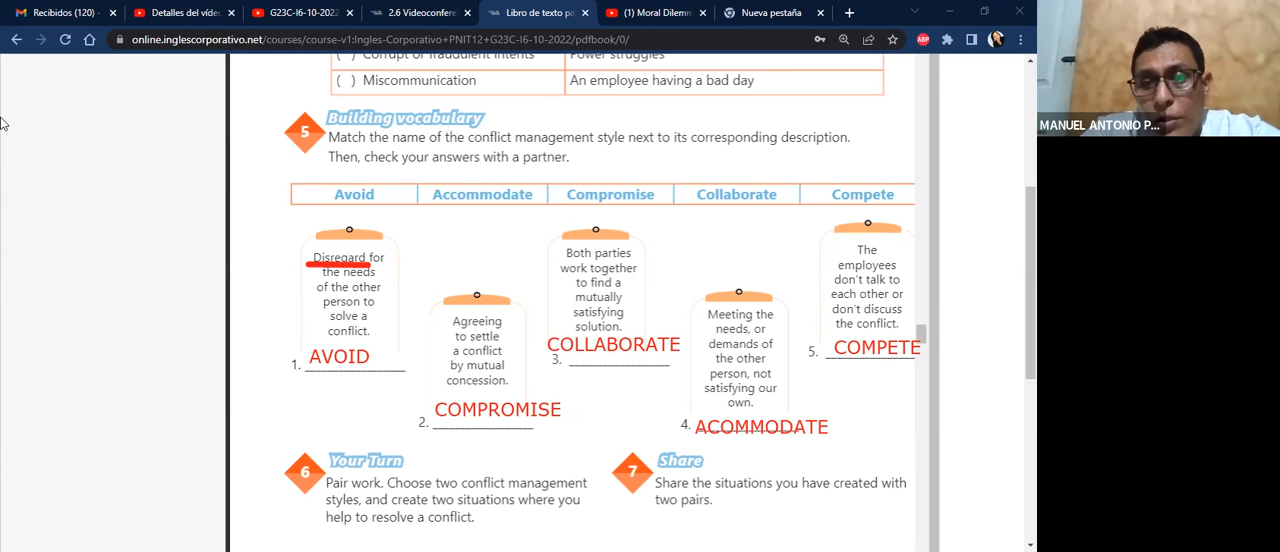 Recibidos (120) -
Detalles del víde
G23C-I6-10-2022
2.6 Videoconfere
Libro de texto pa
(1) Moral Dilemm
Nueva pestaña
online.inglescorporativo.net/courses/course-v1:Ingles-Corporativo+PNIT12+G23C-I6-10-2022/pdfbook/0/
ABP
MANUEL ANTONIO P...
( ) Corrupt or fraudulent intents Power struggles
( ) Miscommunication An employee having a bad day
5 Building vocabulary
Match the name of the conflict management style next to its corresponding description.
Then, check your answers with a partner.
Avoid Accommodate Compromise Collaborate Compete
Disregard for
the needs
of the other
person to
solve a
conflict.
1. AVOID
Agreeing
to settle
a conflict
by mutual
concession.
2. COMPROMISE
Both parties
work together
to find a
mutually
satisfying
solution.
COLLABORATE
3.
Meeting the
needs, or
demands of
the other
person, not
satisfying our
own.
4. ACOMMODATE
The
employees
don't talk to
each other or
don't discuss
the conflict.
5. COMPETE
6 Your Turn
Pair work. Choose two conflict management
styles, and create two situations where you
help to resolve a conflict.
7 Share
Share the situations you have created with
two pairs.